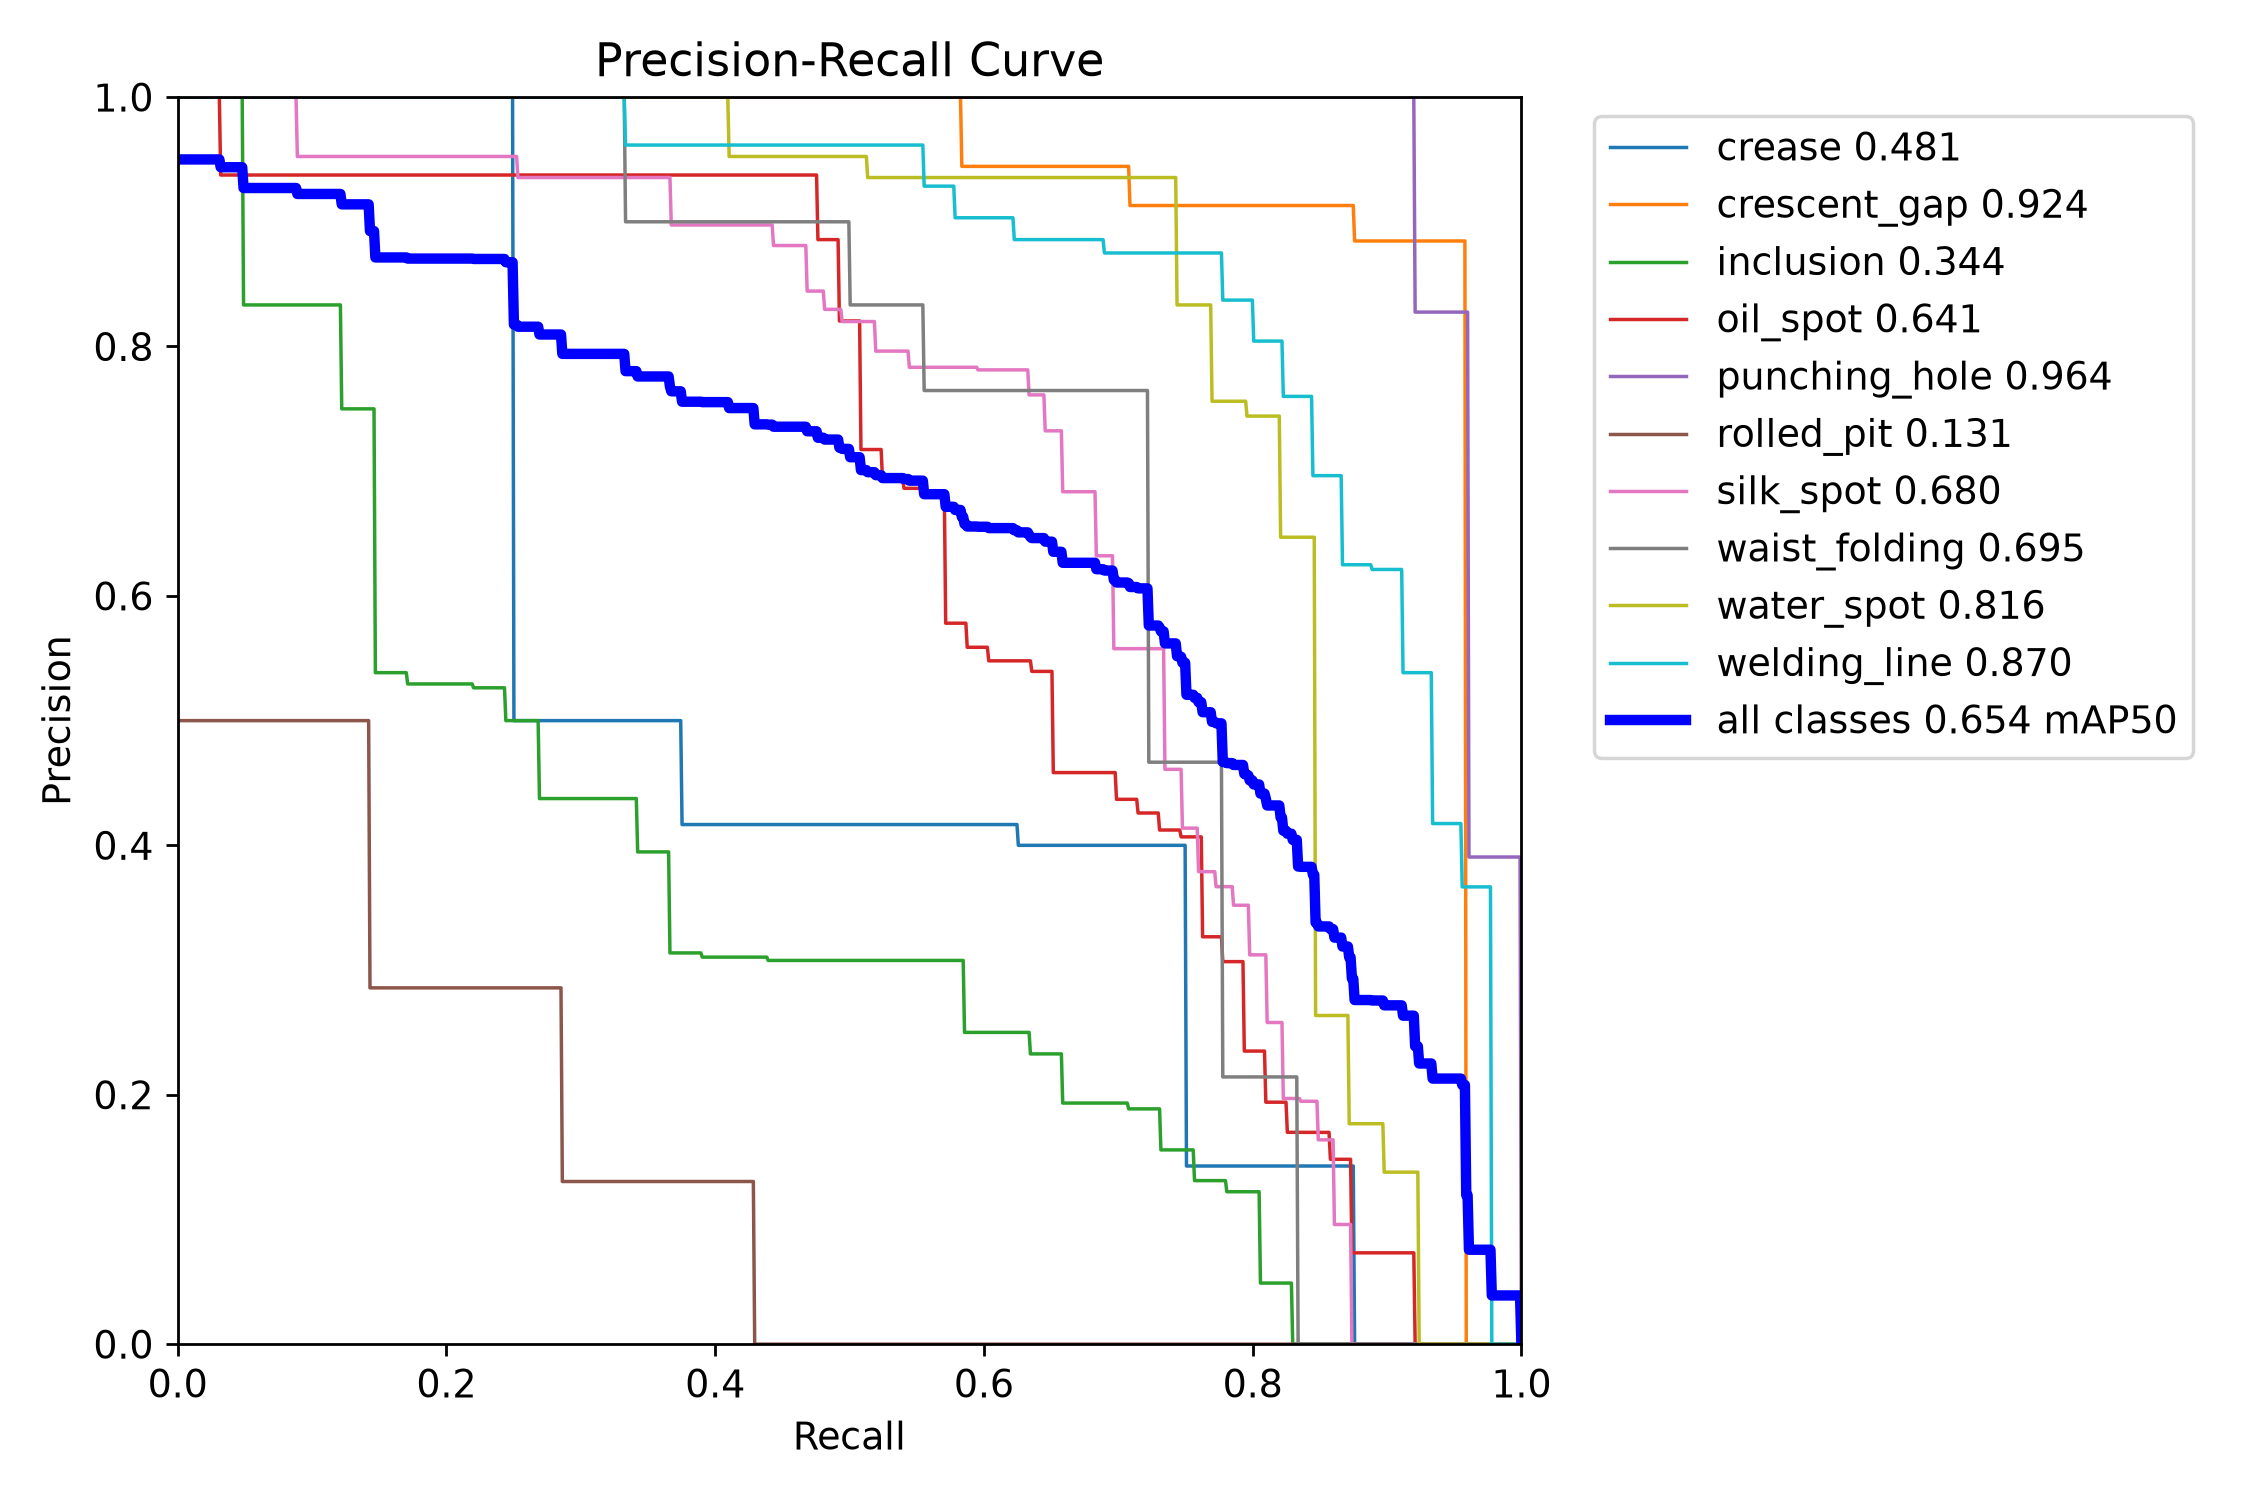 Precision-Recall Curve
1.0
0.8
0.6
0.4
0.2
0.0
Precision
0.0 0.2 0.4 0.6 0.8 1.0
Recall
crease 0.481
crescent_gap 0.924
inclusion 0.344
oil_spot 0.641
punching_hole 0.964
rolled_pit 0.131
silk_spot 0.680
waist_folding 0.695
water_spot 0.816
welding_line 0.870
all classes 0.654 mAP50